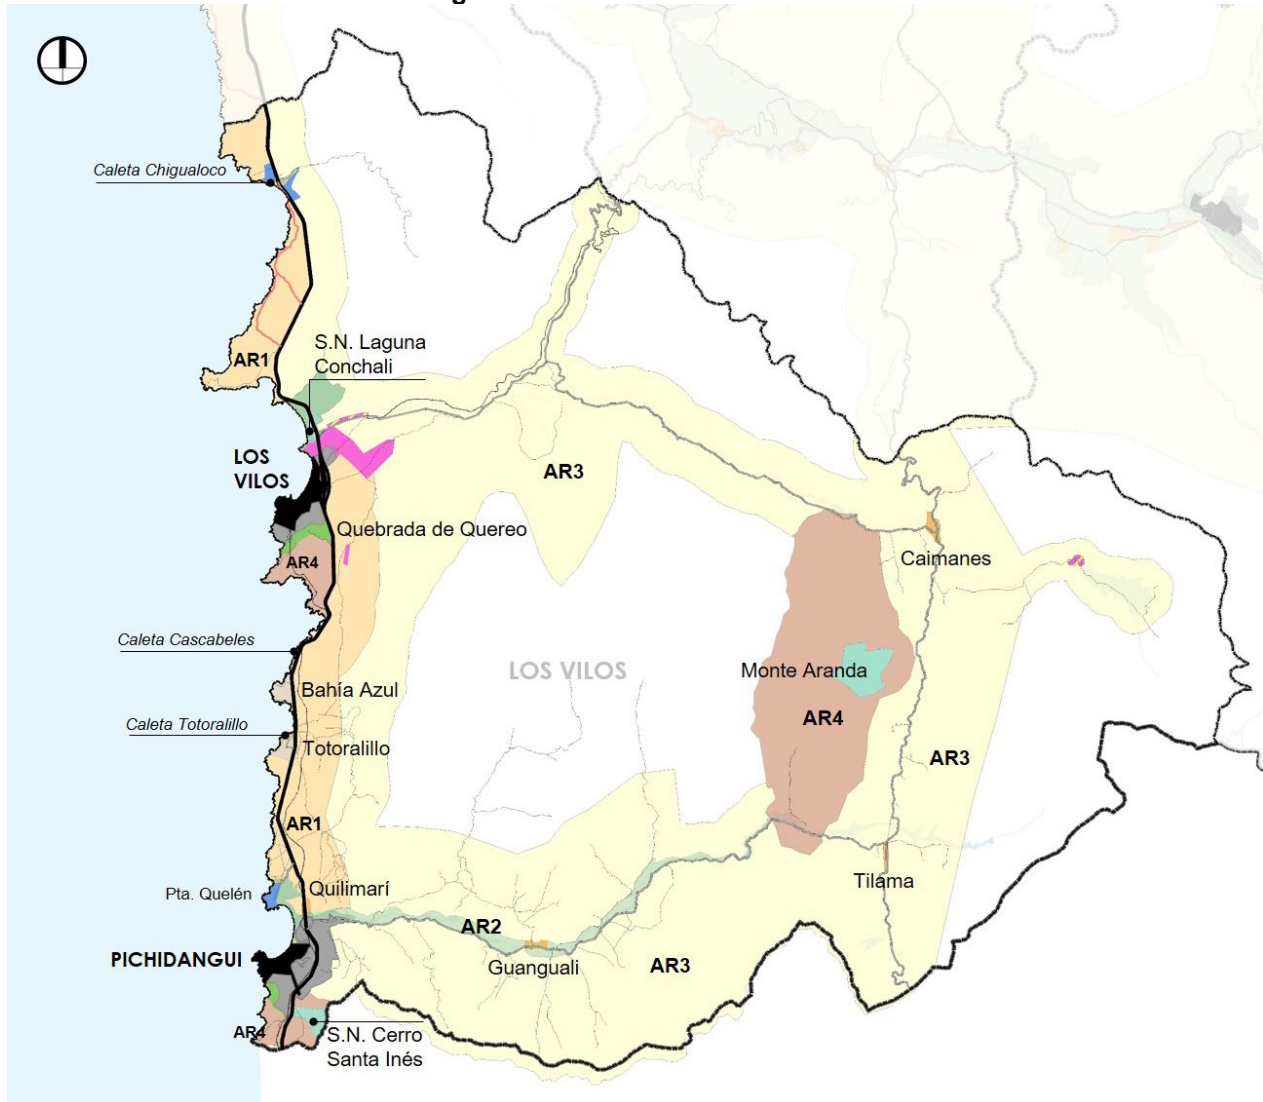 g
Caleta Chigualoco
S.N. Laguna
Conchali
AR1
LOS
VILOS
AR3
Quebrada de Quereo
AR4
Caimanes
Caleta Cascabeles
LOS VILOS
Monte Aranda
Bahía Azul
AR4
Caleta Totoralillo
Totoralillo
AR3
AR1
Tilama
Pta. Quelén
Quilimarí
AR2
PICHIDANGUI
Guanguali
AR3
AR4
S.N. Cerro
Santa Inés